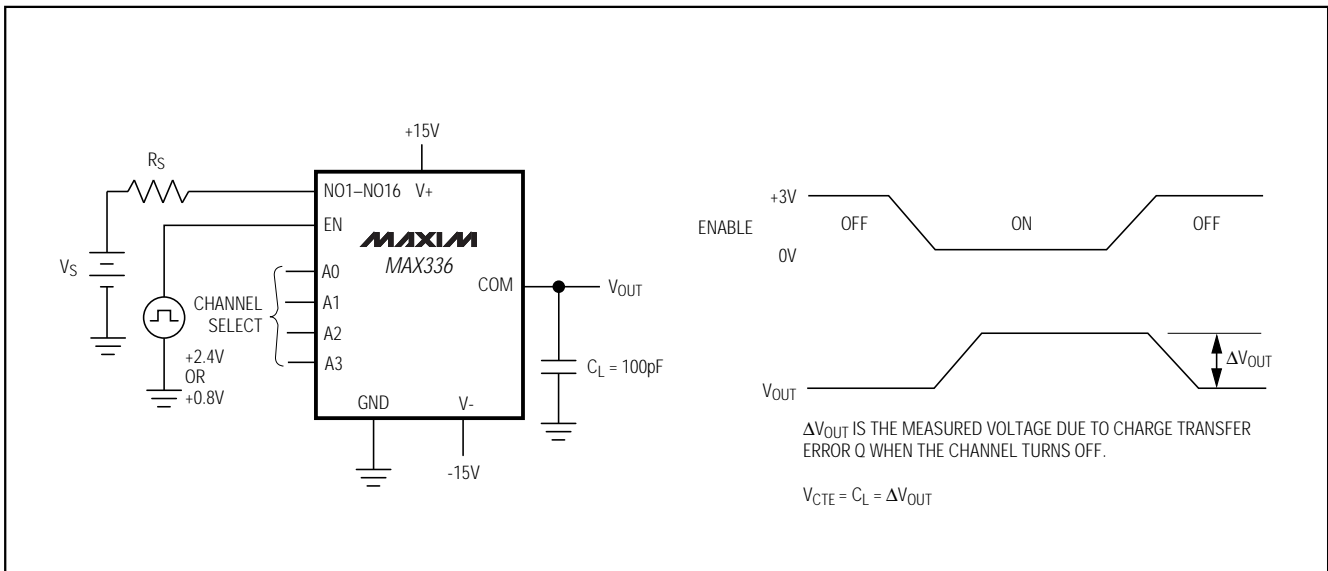 +15V
RS
NO1–NO16 V+
EN
MAXIM
MAX336
VS
A0
COM
VOUT
CHANNEL
SELECT
A1
A2
A3
+2.4V
OR
+0.8V
CL = 100pF
GND
V-
-15V
+3V
ENABLE
OFF
ON
OFF
0V
ΔVOUT
VOUT
ΔVOUT IS THE MEASURED VOLTAGE DUE TO CHARGE TRANSFER
ERROR Q WHEN THE CHANNEL TURNS OFF.
VCTE = CL = ΔVOUT